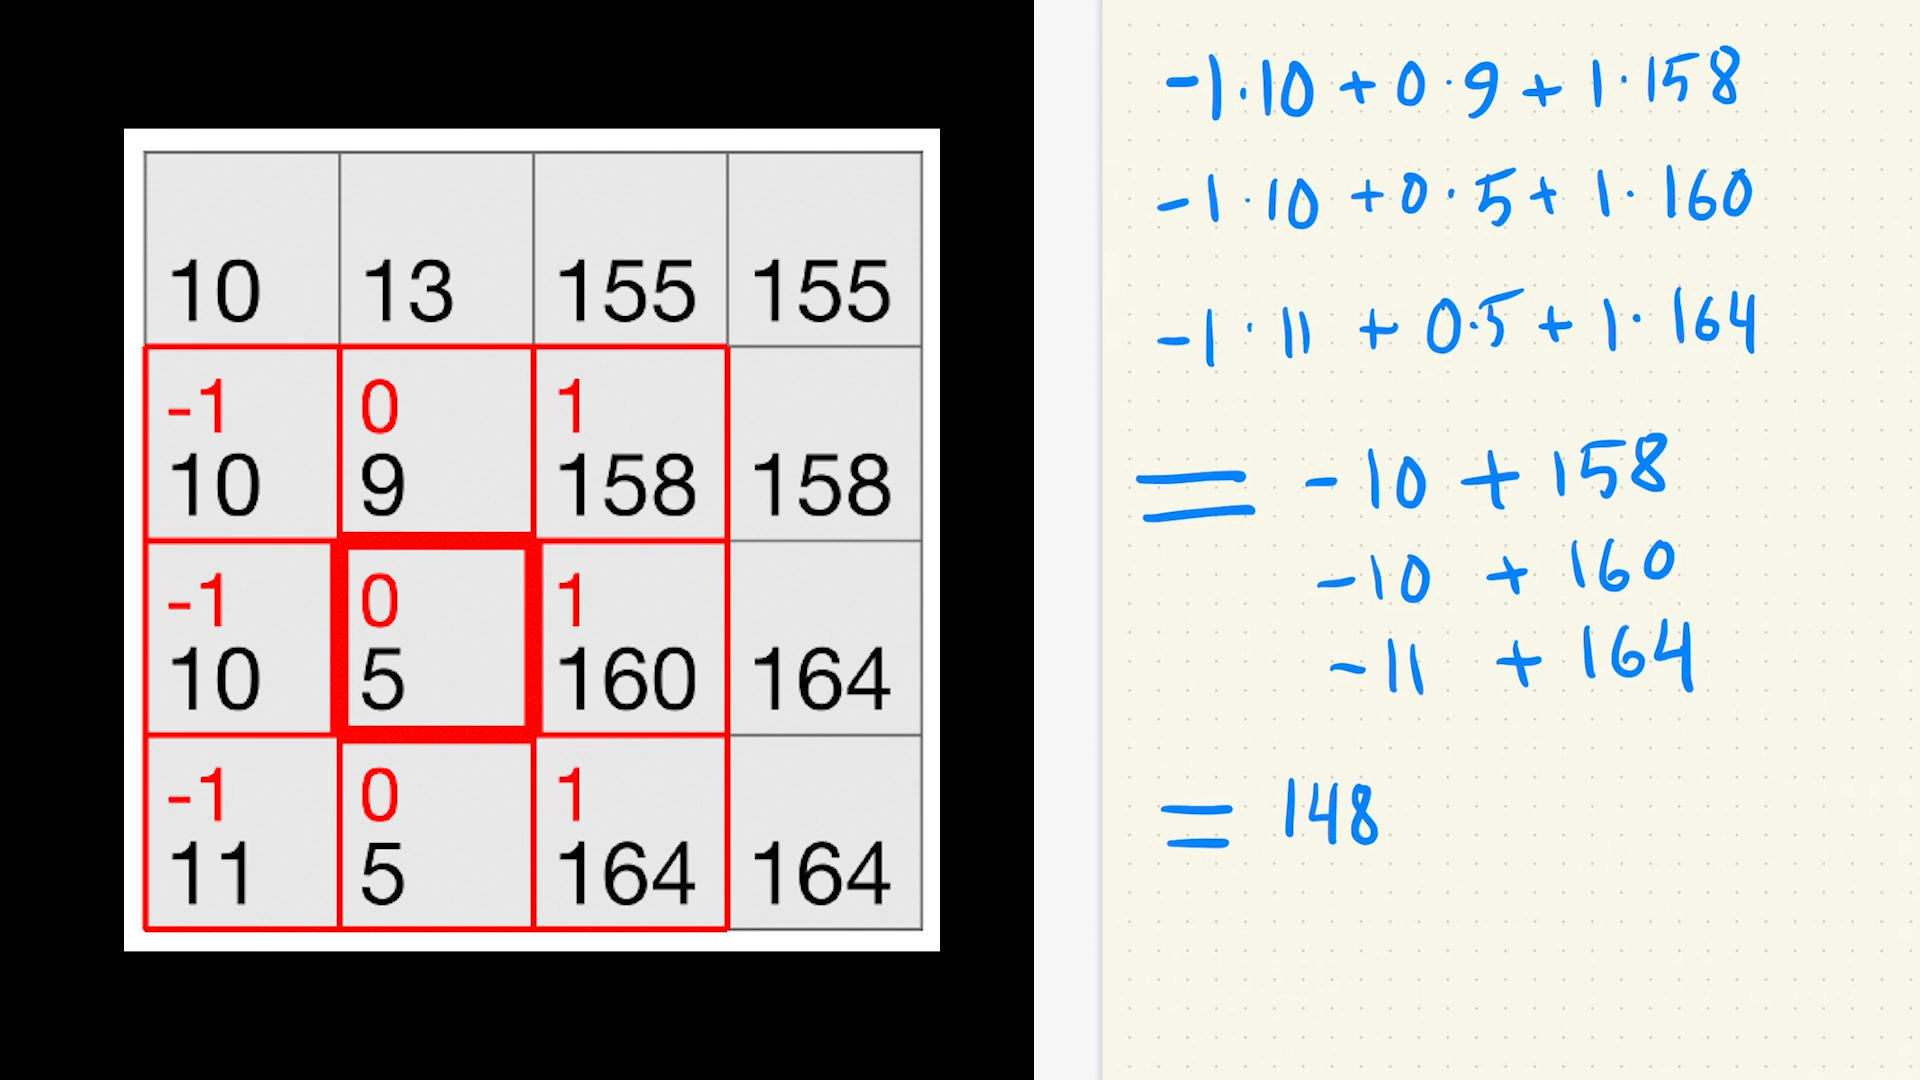 10 13 155 155
-1 0 1
10 9 158 158
-1 0 1
10 5 160 164
-1 0 1
11 5 164 164
-1·10 + 0·9 + 1·158
-1·10 + 0·5 + 1·160
-1·11 + 0·5 + 1·164
= -10 + 158
-10 + 160
-11 + 164
= 148